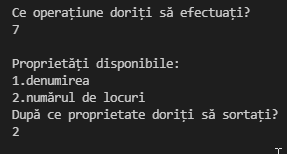 Ce operațiune doriți să efectuați?
7
Proprietăți disponibile:
1.denumirea
2.numărul de locuri
După ce proprietate doriți să sortați?
2